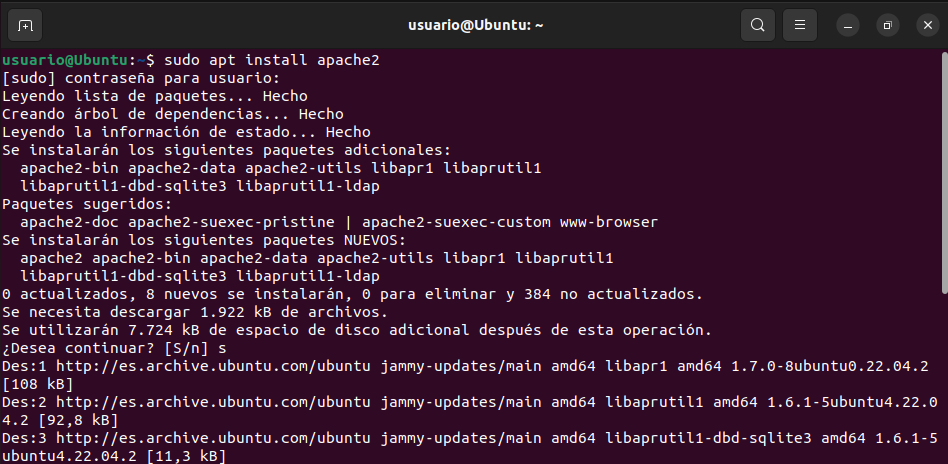 usuario@Ubuntu: ~
usuario@Ubuntu:~$ sudo apt install apache2
[sudo] contraseña para usuario:
Leyendo lista de paquetes... Hecho
Creando árbol de dependencias... Hecho
Leyendo la información de estado... Hecho
Se instalarán los siguientes paquetes adicionales:
  apache2-bin apache2-data apache2-utils libapr1 libaprutil1
  libaprutil1-dbd-sqlite3 libaprutil1-ldap
Paquetes sugeridos:
  apache2-doc apache2-suexec-pristine | apache2-suexec-custom www-browser
Se instalarán los siguientes paquetes NUEVOS:
  apache2 apache2-bin apache2-data apache2-utils libapr1 libaprutil1
  libaprutil1-dbd-sqlite3 libaprutil1-ldap
0 actualizados, 8 nuevos se instalarán, 0 para eliminar y 384 no actualizados.
Se necesita descargar 1.922 kB de archivos.
Se utilizarán 7.724 kB de espacio de disco adicional después de esta operación.
¿Desea continuar? [S/n] s
Des:1 http://es.archive.ubuntu.com/ubuntu jammy-updates/main amd64 libapr1 amd64 1.7.0-8ubuntu0.22.04.2
[108 kB]
Des:2 http://es.archive.ubuntu.com/ubuntu jammy-updates/main amd64 libaprutil1 amd64 1.6.1-5ubuntu4.22.0
4.2 [92,8 kB]
Des:3 http://es.archive.ubuntu.com/ubuntu jammy-updates/main amd64 libaprutil1-dbd-sqlite3 amd64 1.6.1-5
ubuntu4.22.04.2 [11,3 kB]